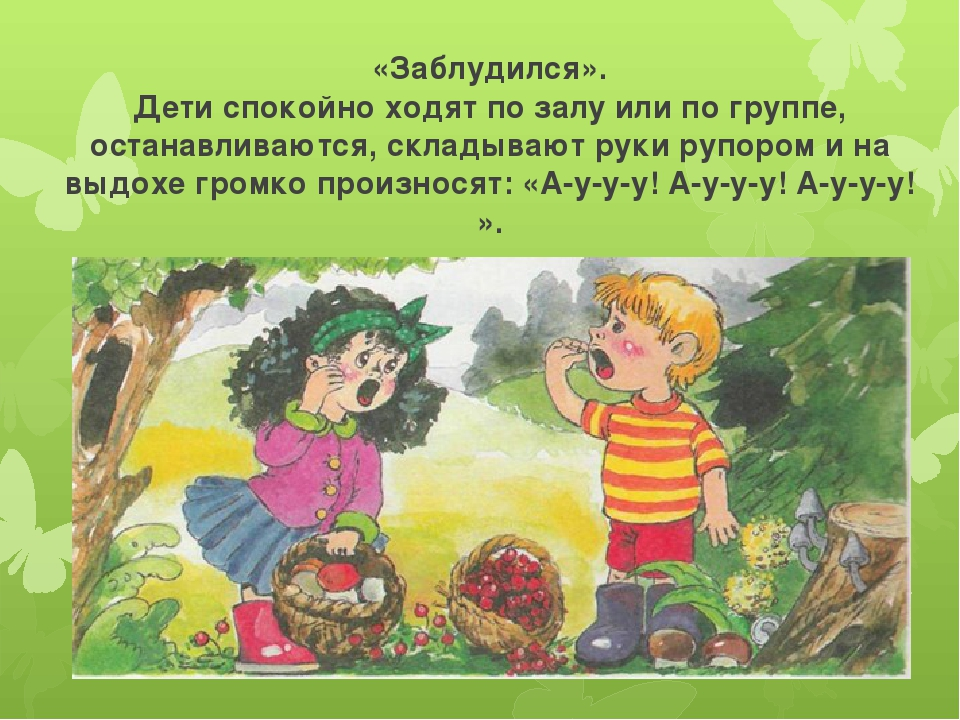 «Заблудился».
Дети спокойно ходят по залу или по группе,
останавливаются, складывают руки рупором и на
выдохе громко произносят: «А-у-у-у! А-у-у-у! А-у-у-у!
».